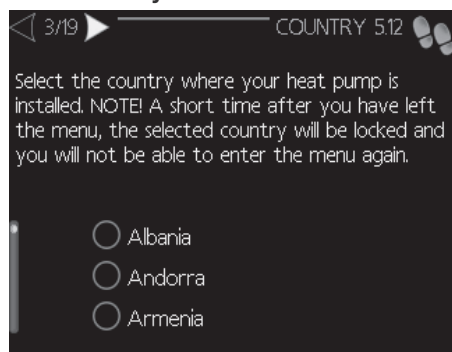 3/19 COUNTRY 5.12
Select the country where your heat pump is
installed. NOTE! A short time after you have left
the menu, the selected country will be locked and
you will not be able to enter the menu again.
Albania
Andorra
Armenia